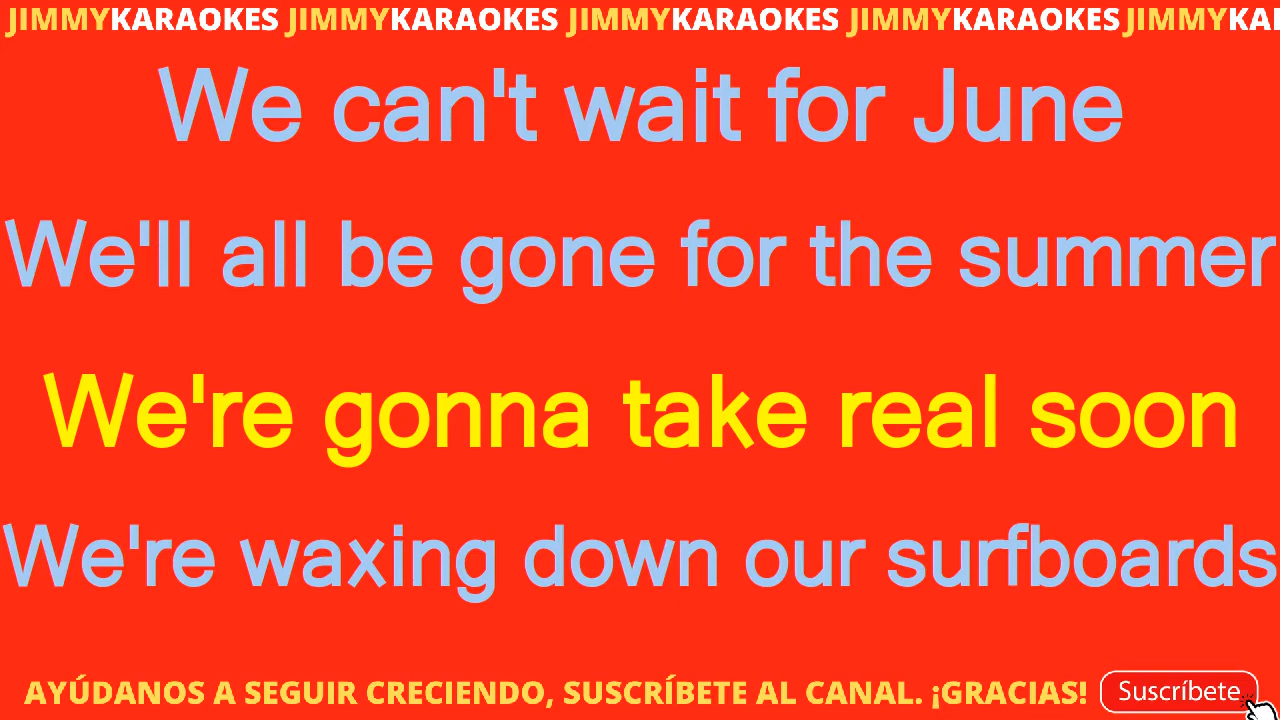 JIMMYKARAOKES JIMMYKARAOKES JIMMYKARAOKES JIMMYKARAOKES JIMMYKA
We can't wait for June
We'll all be gone for the summer
We're gonna take real soon
We're waxing down our surfboards
AYÚDANOS A SEGUIR CRECIENDO, SUSCRÍBETE AL CANAL. ¡GRACIAS! Suscríbete